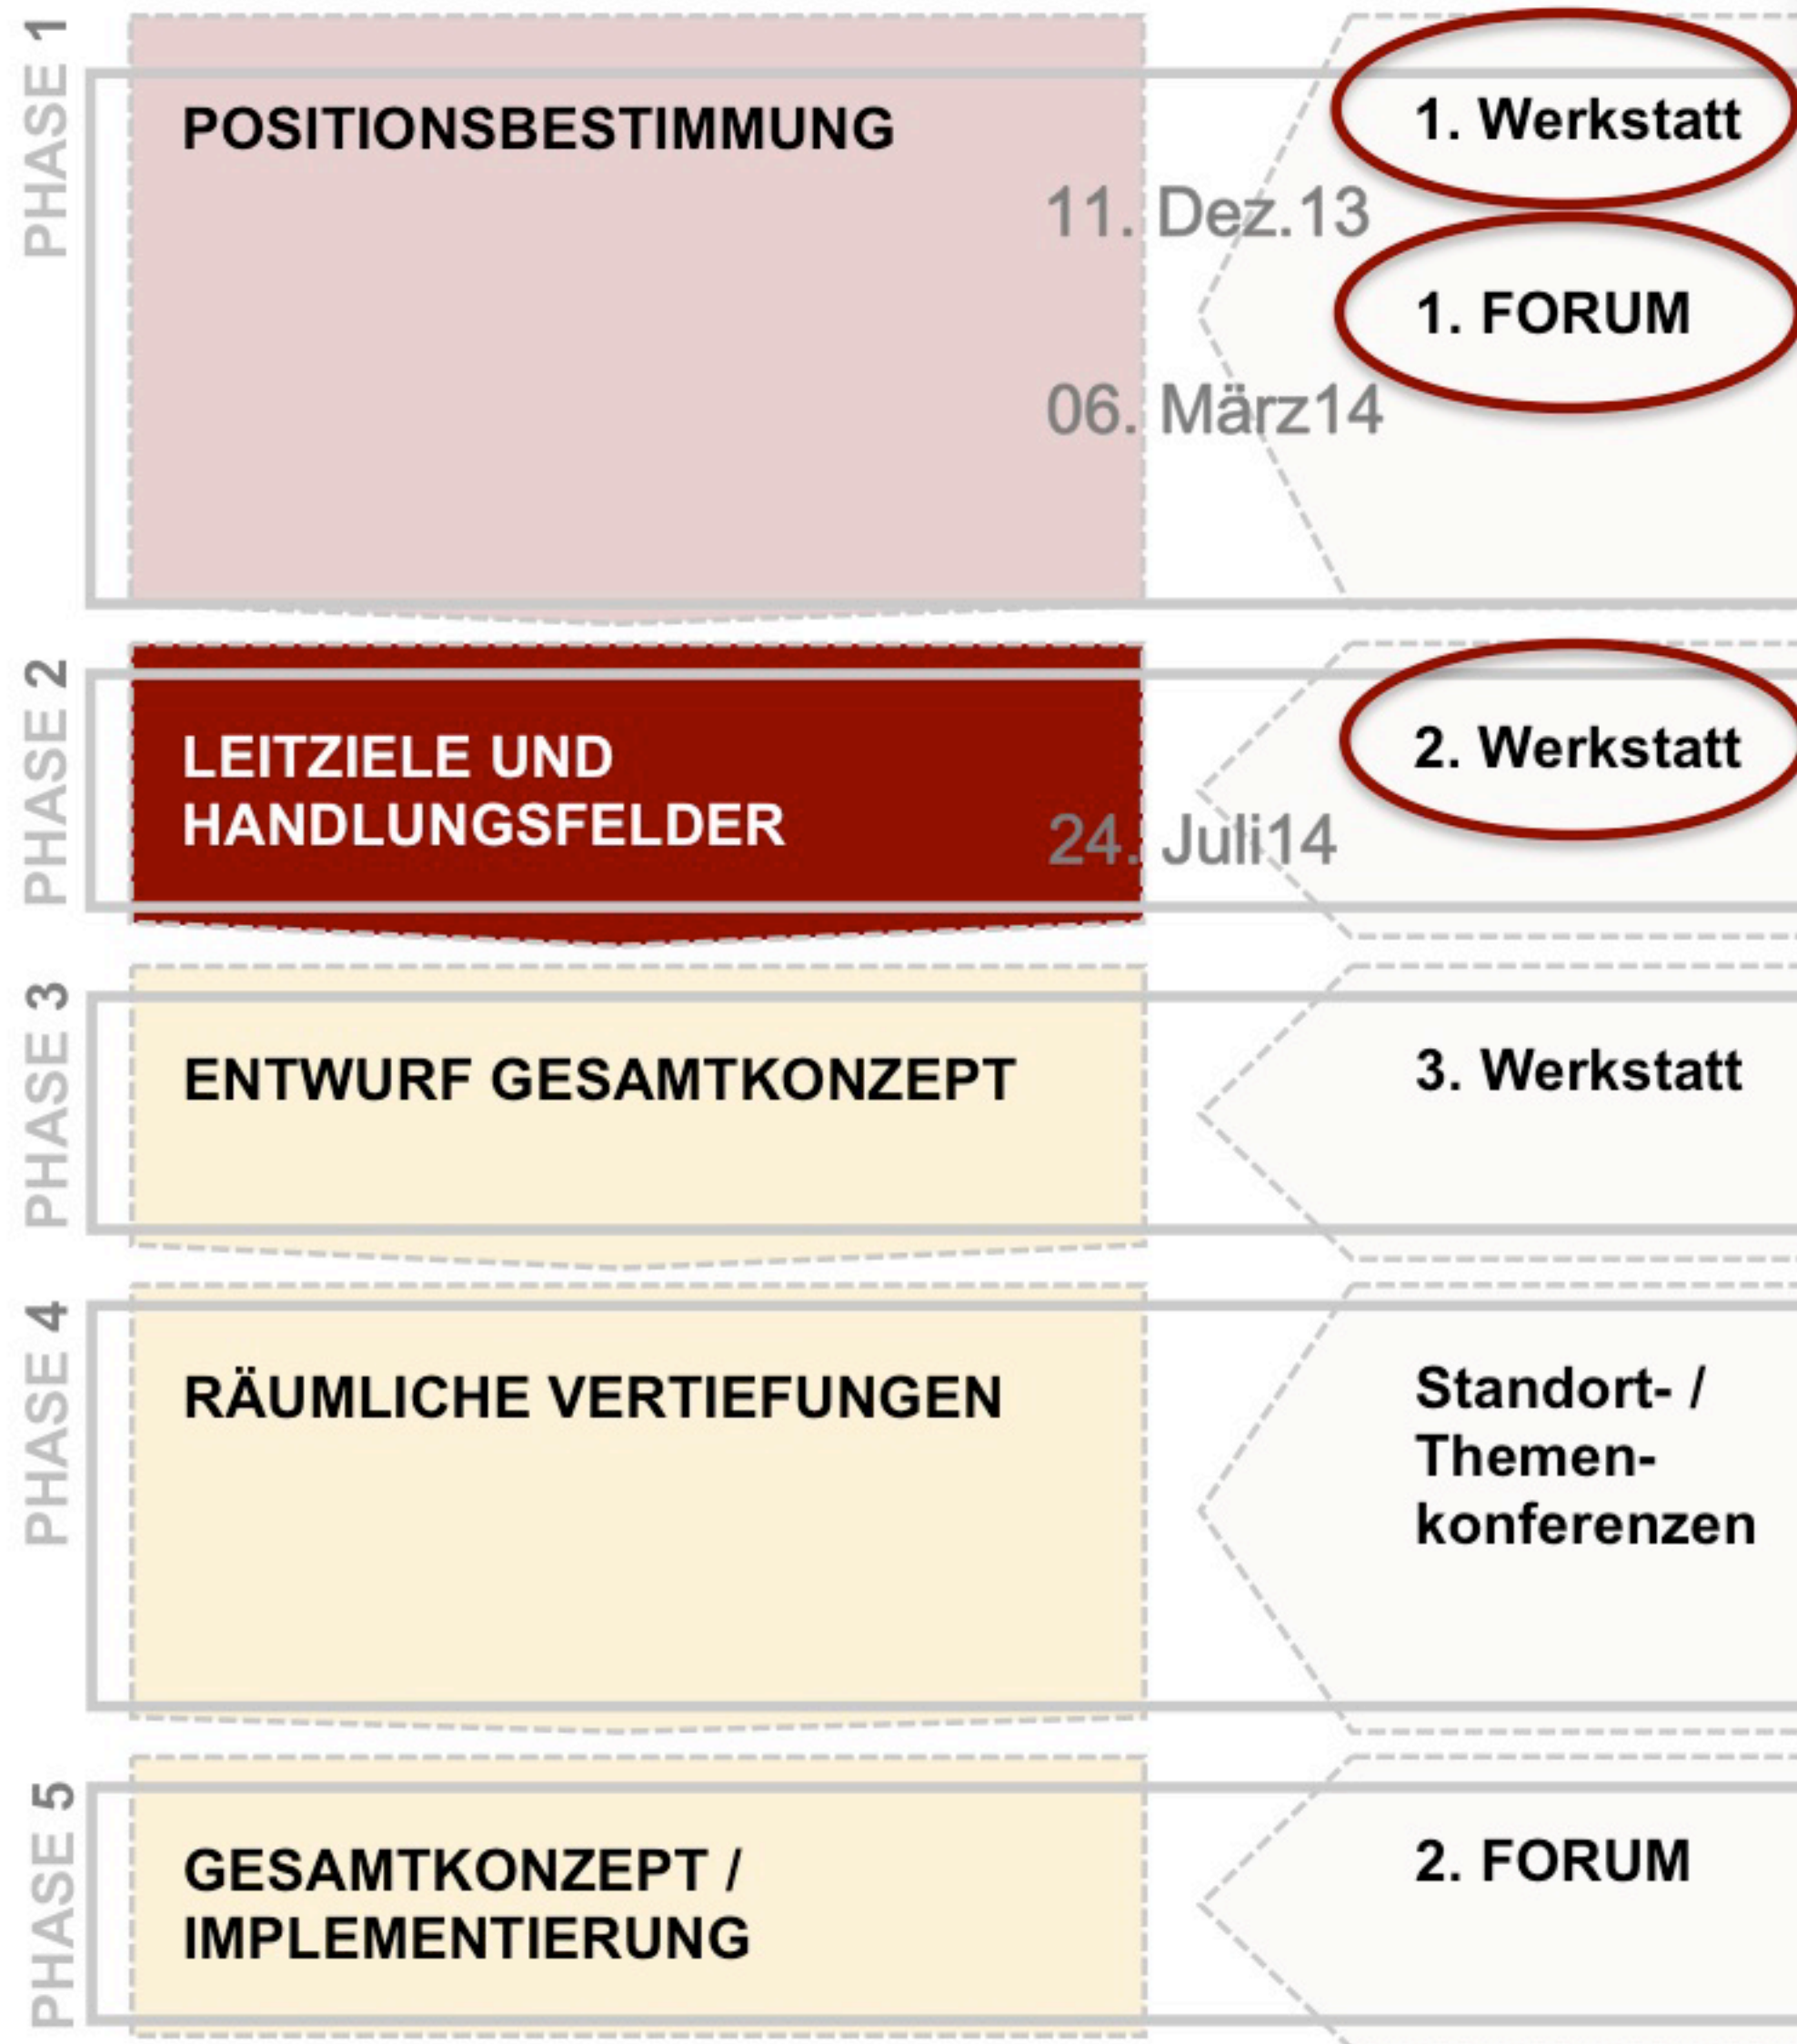 PHASE 1
POSITIONSBESTIMMUNG
1. Werkstatt
11. Dez.13
1. FORUM
06. März14
PHASE 2
LEITZIELE UND
HANDLUNGSFELDER
2. Werkstatt
24. Juli14
PHASE 3
ENTWURF GESAMTKONZEPT
3. Werkstatt
PHASE 4
RÄUMLICHE VERTIEFUNGEN
Standort- /
Themen-
konferenzen
PHASE 5
GESAMTKONZEPT /
IMPLEMENTIERUNG
2. FORUM